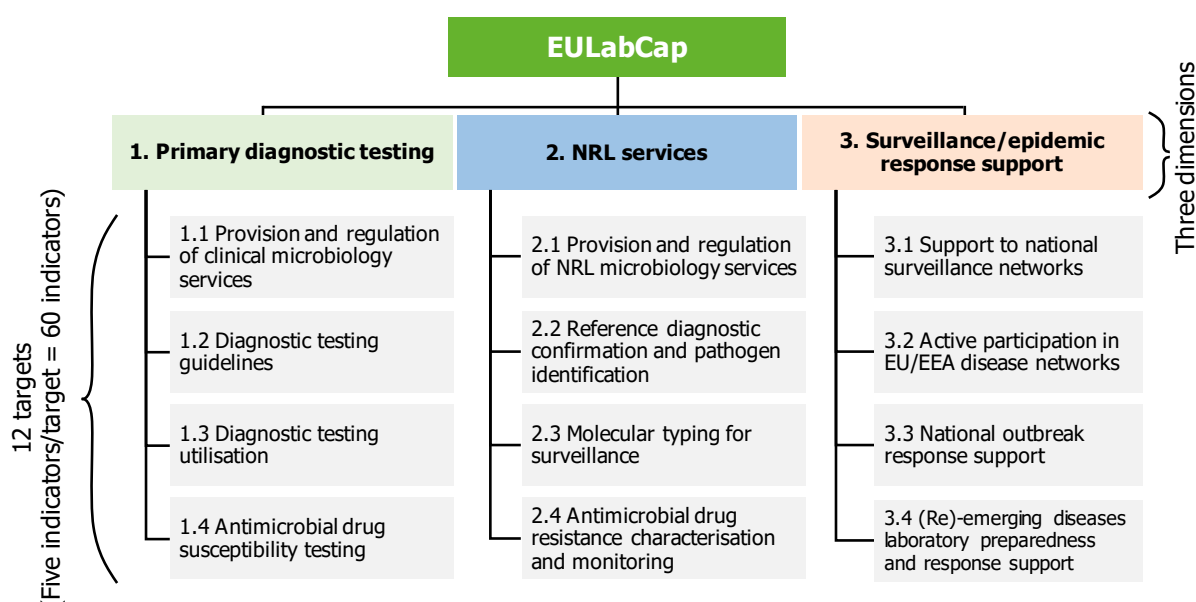 EULabCap
1. Primary diagnostic testing
2. NRL services
3. Surveillance/epidemic
response support
Three dimensions
12 targets
(Five indicators/target = 60 indicators)
1.1 Provision and regulation
of clinical microbiology
services
1.2 Diagnostic testing
guidelines
1.3 Diagnostic testing
utilisation
1.4 Antimicrobial drug
susceptibility testing
2.1 Provision and regulation
of NRL microbiology services
2.2 Reference diagnostic
confirmation and pathogen
identification
2.3 Molecular typing for
surveillance
2.4 Antimicrobial drug
resistance characterisation
and monitoring
3.1 Support to national
surveillance networks
3.2 Active participation in
EU/EEA disease networks
3.3 National outbreak
response support
3.4 (Re)-emerging diseases
laboratory preparedness
and response support